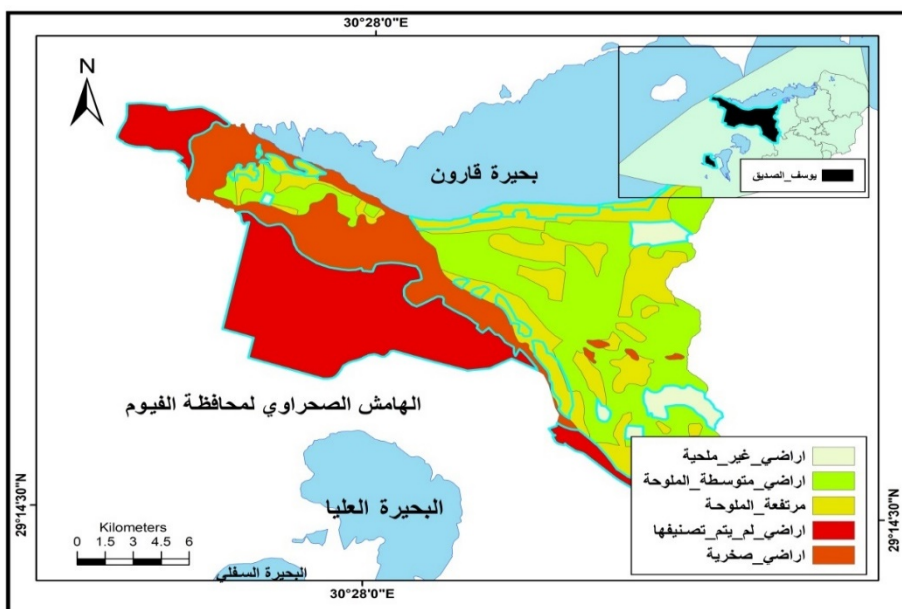 30°28'0"E
N
بحيرة قارون
يوسف_الصديق
الهامش الصحراوي لمحافظة الفيوم
البحيرة العليا
البحيرة السفلي
29°14'30"N
29°14'30"N
Kilometers
0 1.5 3 4.5 6
اراضي_غير_ملحية
اراضي_متوسطة_الملوحة
مرتفعة_الملوحة
اراضي_لم_يتم_تصنيفها
اراضي_صخرية
30°28'0"E